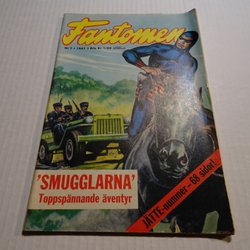 Fantomen
'SMUGGLARNA'
Toppspännande äventyr
JÄTTE-nummer-68 sidor!